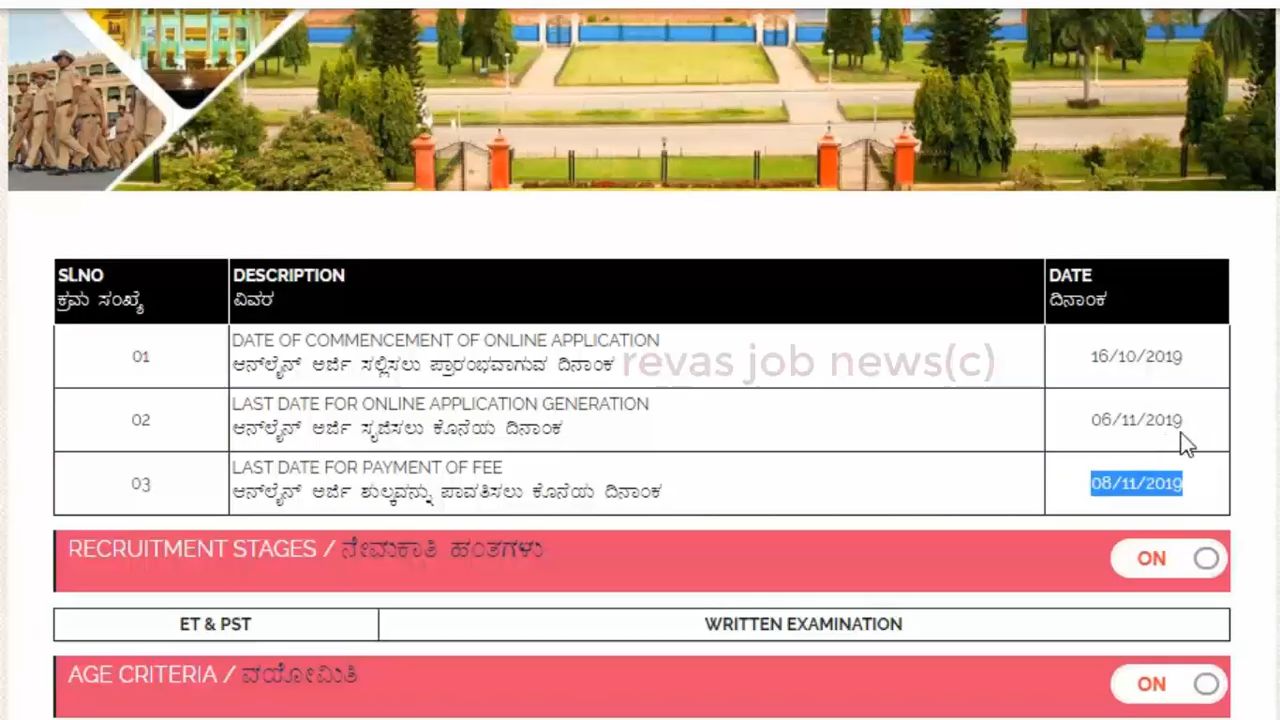 Sl.NO
ಕ್ರಮ ಸಂಖ್ಯೆ
DESCRIPTION
ವಿವರ
DATE
ದಿನಾಂಕ
01
DATE OF COMMENCEMENT OF ONLINE APPLICATION
ಆನ್‌ಲೈನ್ ಅರ್ಜಿ ಸಲ್ಲಿಸಲು ಪ್ರಾರಂಭವಾಗುವ ದಿನಾಂಕ
revas job news(c)
16/10/2019
02
LAST DATE FOR ONLINE APPLICATION GENERATION
ಆನ್‌ಲೈನ್ ಅರ್ಜಿ ಸೃಜಿಸಲು ಕೊನೆಯ ದಿನಾಂಕ
06/11/2019
03
LAST DATE FOR PAYMENT OF FEE
ಆನ್‌ಲೈನ್ ಅರ್ಜಿ ಶುಲ್ಕವನ್ನು ಪಾವತಿಸಲು ಕೊನೆಯ ದಿನಾಂಕ
08/11/2019
RECRUITMENT STAGES / ನೇಮಕಾತಿ ಹಂತಗಳು
ON
ET & PST
WRITTEN EXAMINATION
AGE CRITERIA / ವಯೋಮಿತಿ
ON